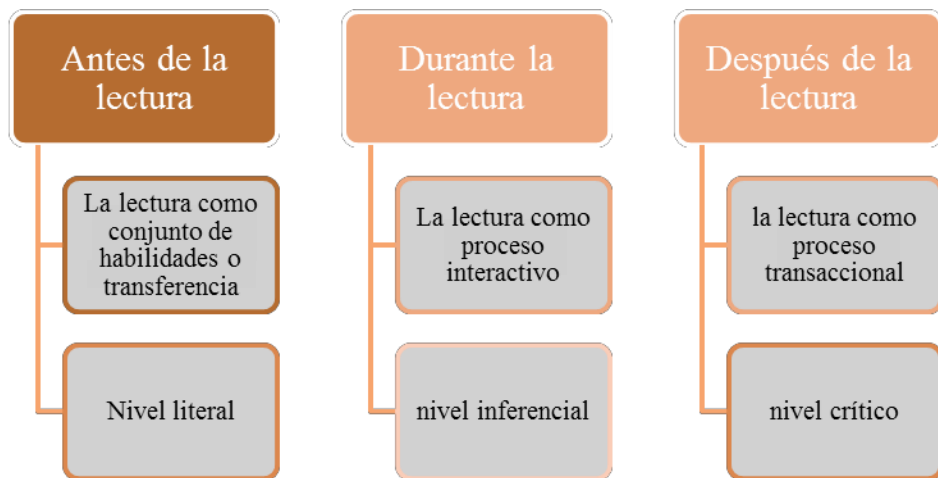 Antes de la
lectura
La lectura como
conjunto de
habilidades o
transferencia
Nivel literal
Durante la
lectura
La lectura como
proceso
interactivo
nivel inferencial
Después de la
lectura
la lectura como
proceso
transaccional
nivel crítico